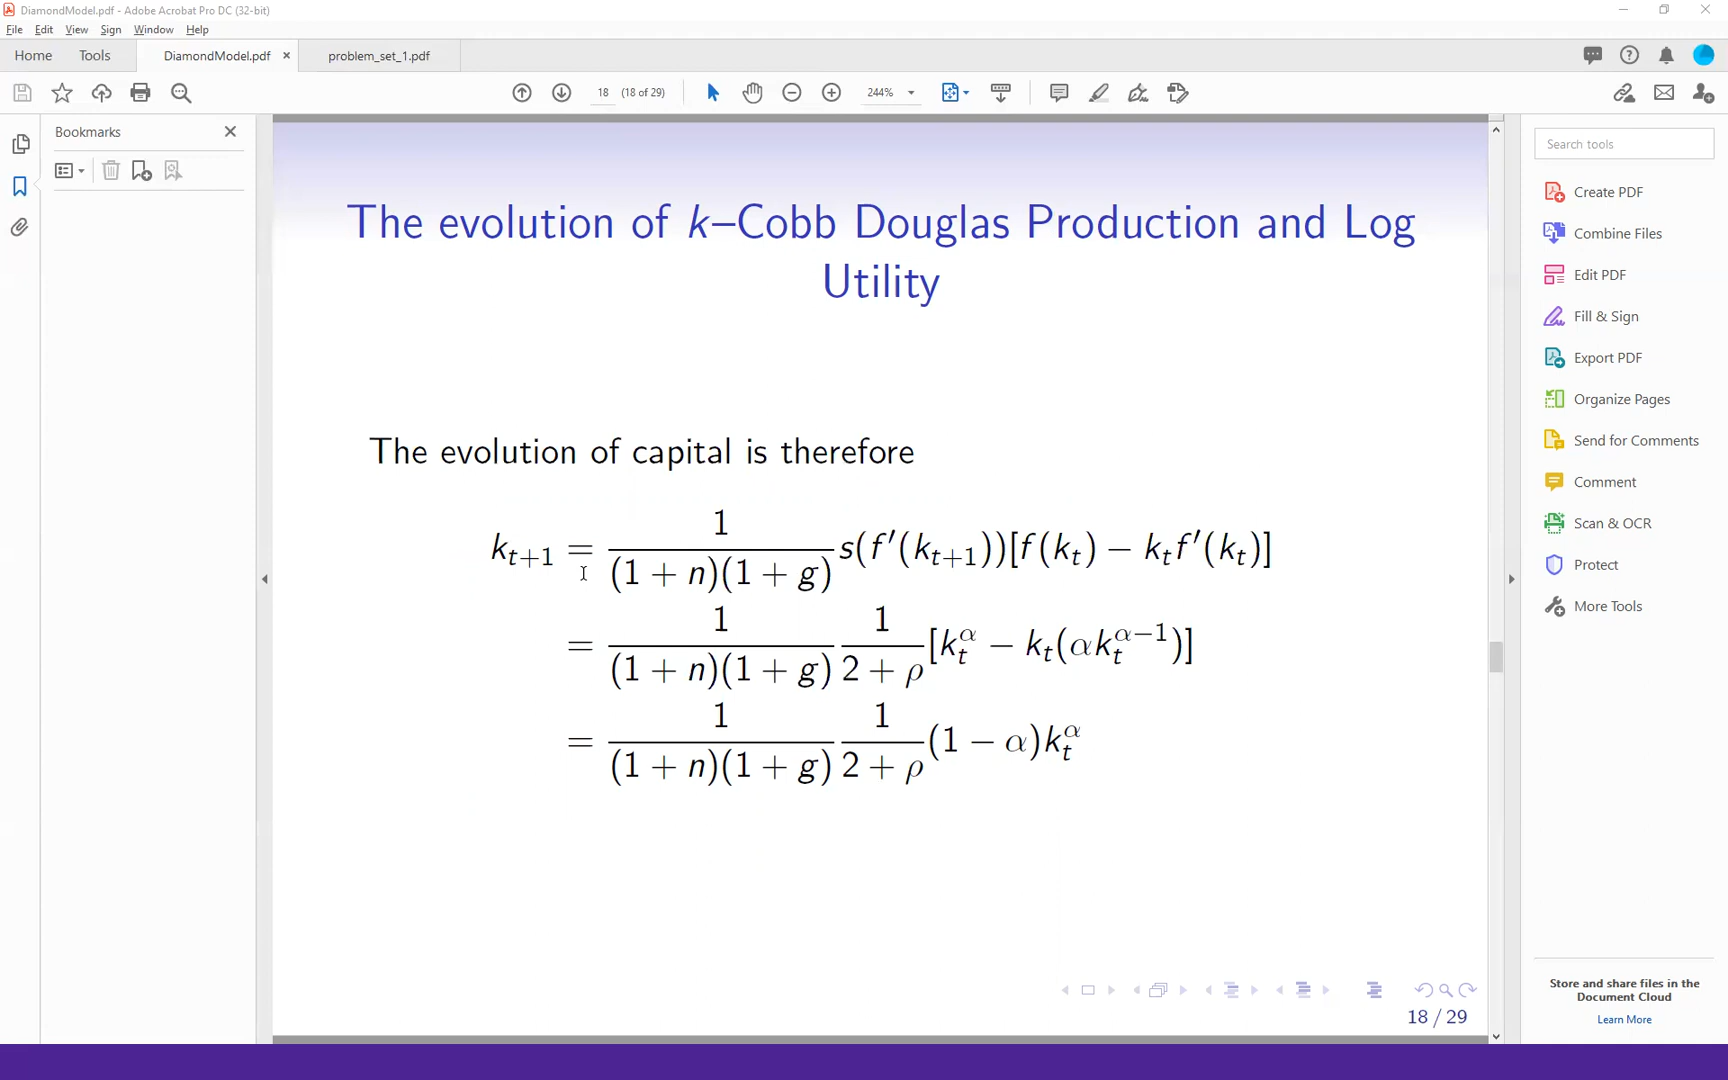 DiamondModel.pdf - Adobe Acrobat Pro DC (32-bit)
File Edit View Sign Window Help
Home Tools DiamondModel.pdf × problem_set_1.pdf
18 (18 of 29) 244%
Bookmarks
Search tools
Create PDF
Combine Files
Edit PDF
Fill & Sign
Export PDF
Organize Pages
Send for Comments
Comment
Scan & OCR
Protect
More Tools
Store and share files in the
Document Cloud
Learn More
The evolution of k–Cobb Douglas Production and Log
Utility
The evolution of capital is therefore
k_{t+1} = \frac{1}{(1 + n)(1 + g)} s(f′(k_{t+1}))[f(k_t) − k_t f′(k_t)]
= \frac{1}{(1 + n)(1 + g)} \frac{1}{2 + ρ} [k_t^α − k_t(αk_t^{α−1})]
= \frac{1}{(1 + n)(1 + g)} \frac{1}{2 + ρ} (1 − α)k_t^α
18 / 29